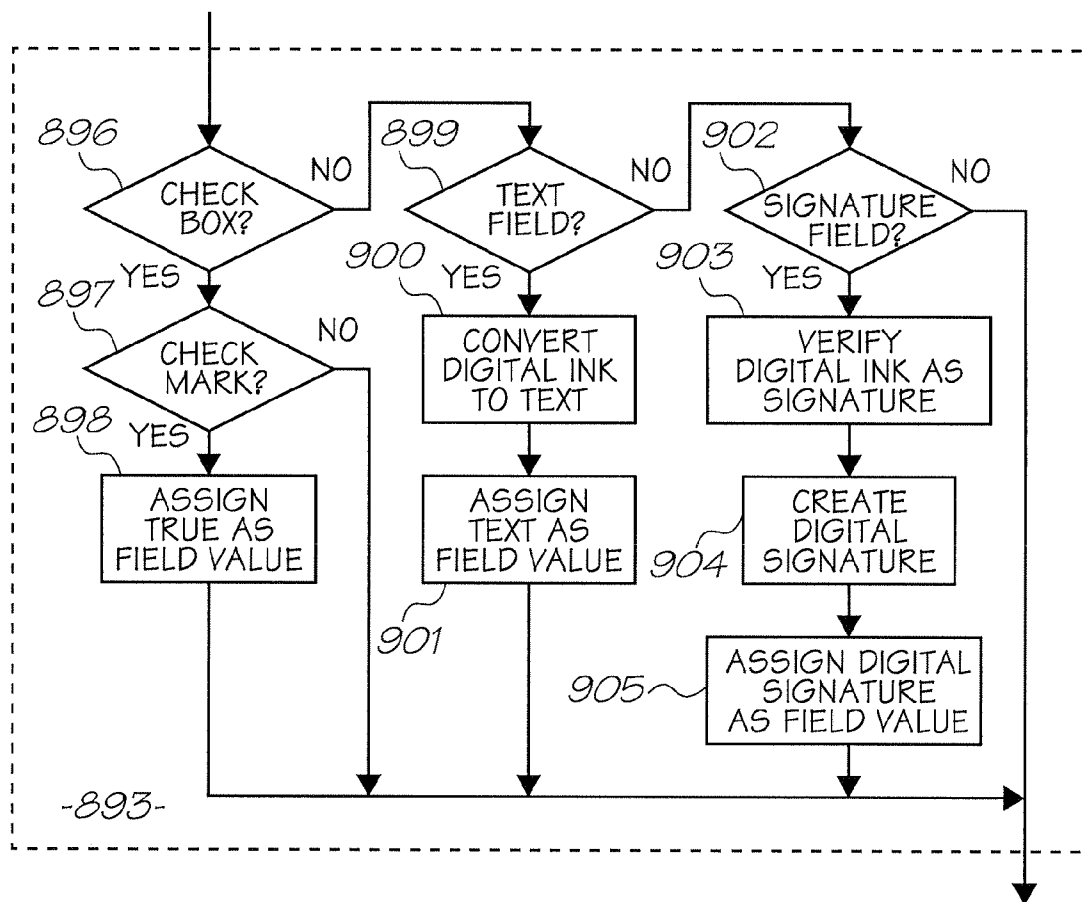 896
CHECK
BOX?
NO
YES
897
CHECK
MARK?
NO
YES
898
ASSIGN
TRUE AS
FIELD VALUE
899
TEXT
FIELD?
NO
YES
900
CONVERT
DIGITAL INK
TO TEXT
ASSIGN
TEXT AS
FIELD VALUE
901
902
SIGNATURE
FIELD?
NO
YES
903
VERIFY
DIGITAL INK AS
SIGNATURE
CREATE
DIGITAL
SIGNATURE
904
905
ASSIGN DIGITAL
SIGNATURE
AS FIELD VALUE
-893-